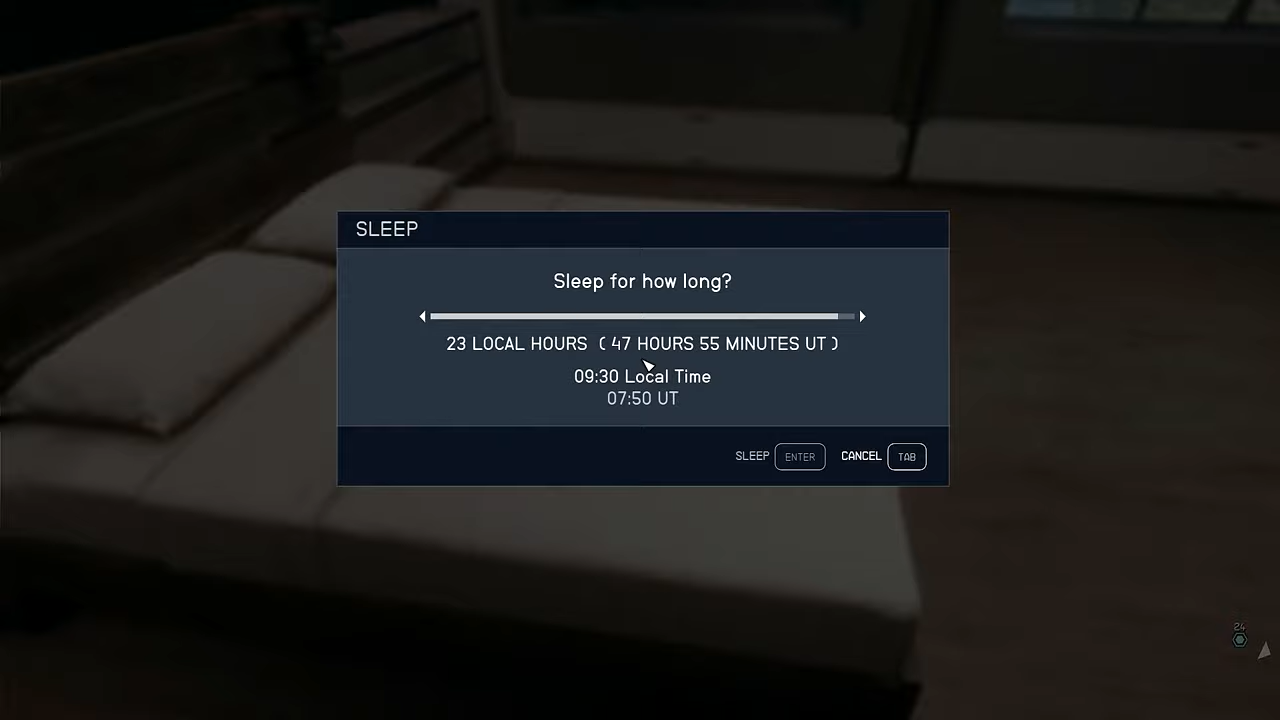 SLEEP
Sleep for how long?
23 LOCAL HOURS ( 47 HOURS 55 MINUTES UT )
09:30 Local Time
07:50 UT
SLEEP ENTER CANCEL TAB
24